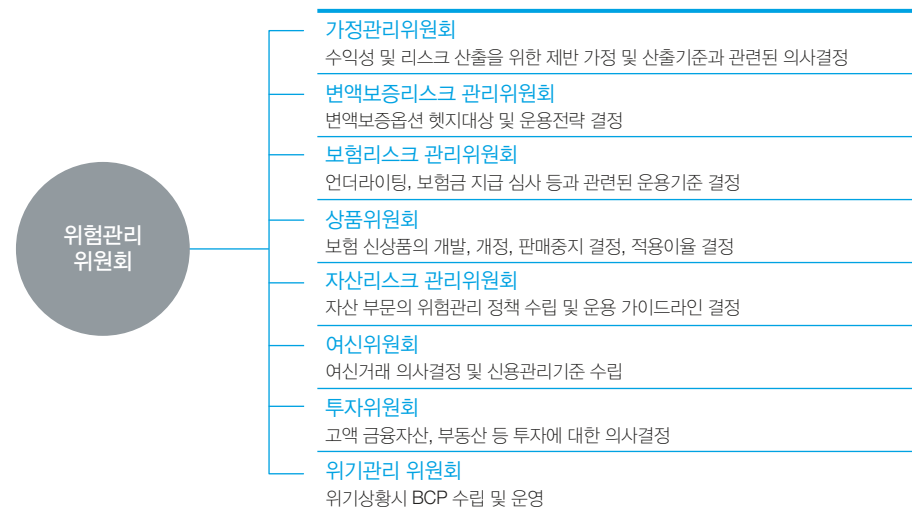 위험관리
위원회
가정관리위원회
수익성 및 리스크 산출을 위한 제반 가정 및 산출기준과 관련된 의사결정
변액보증리스크 관리위원회
변액보증옵션 헷지대상 및 운용전략 결정
보험리스크 관리위원회
언더라이팅, 보험금 지급 심사 등과 관련된 운용기준 결정
상품위원회
보험 신상품의 개발, 개정, 판매중지 결정, 적용이율 결정
자산리스크 관리위원회
자산 부문의 위험관리 정책 수립 및 운용 가이드라인 결정
여신위원회
여신거래 의사결정 및 신용관리기준 수립
투자위원회
고액 금융자산, 부동산 등 투자에 대한 의사결정
위기관리 위원회
위기상황시 BCP 수립 및 운영